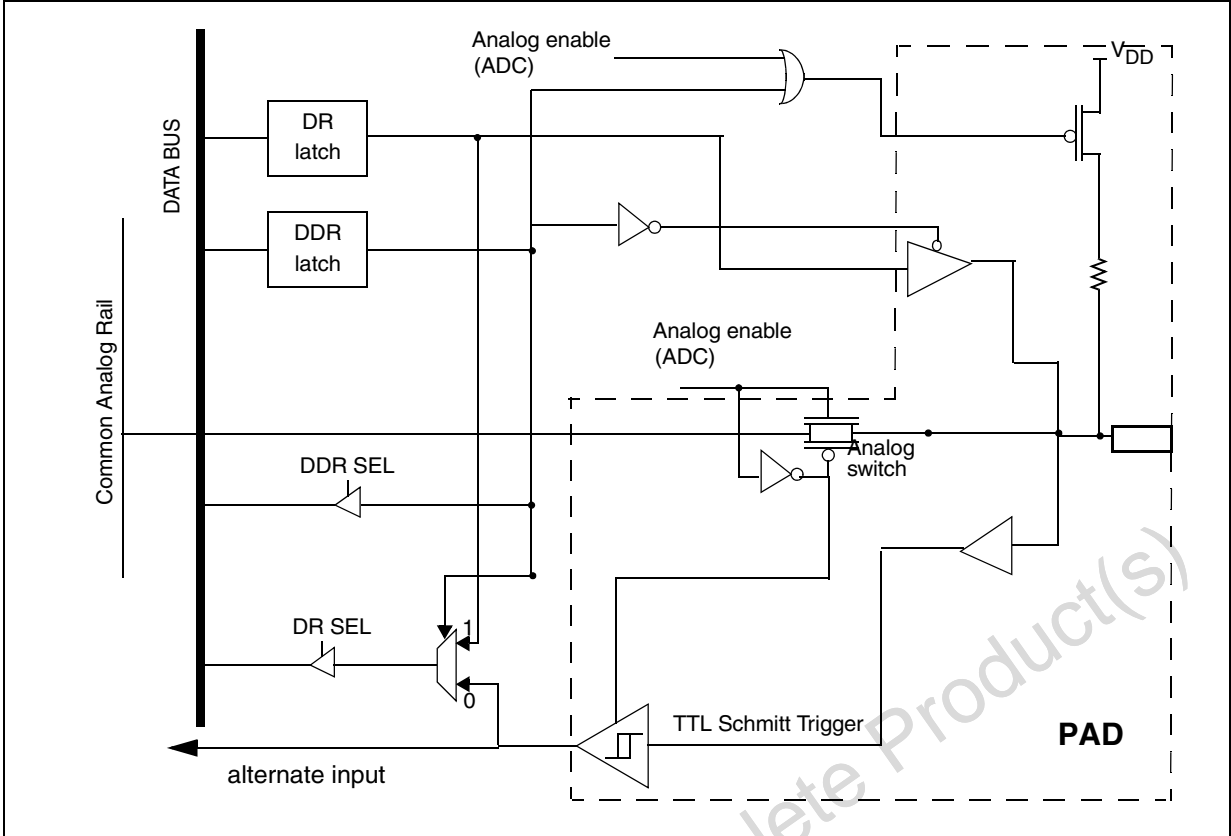 Analog enable
(ADC)
VDD
DATA BUS
DR
latch
DDR
latch
Common Analog Rail
Analog enable
(ADC)
Analog
switch
DDR SEL
DR SEL
1
0
TTL Schmitt Trigger
PAD
alternate input
lete Product(s)